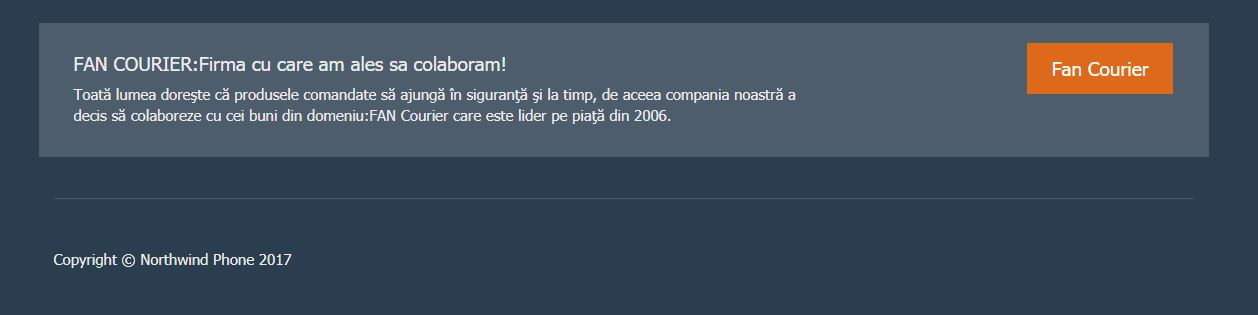 FAN COURIER:Firma cu care am ales sa colaboram!
Fan Courier
Toată lumea doreşte că produsele comandate să ajungă în siguranţă şi la timp, de aceea compania noastră a
decis să colaboreze cu cei buni din domeniu:FAN Courier care este lider pe piaţă din 2006.
Copyright © Northwind Phone 2017